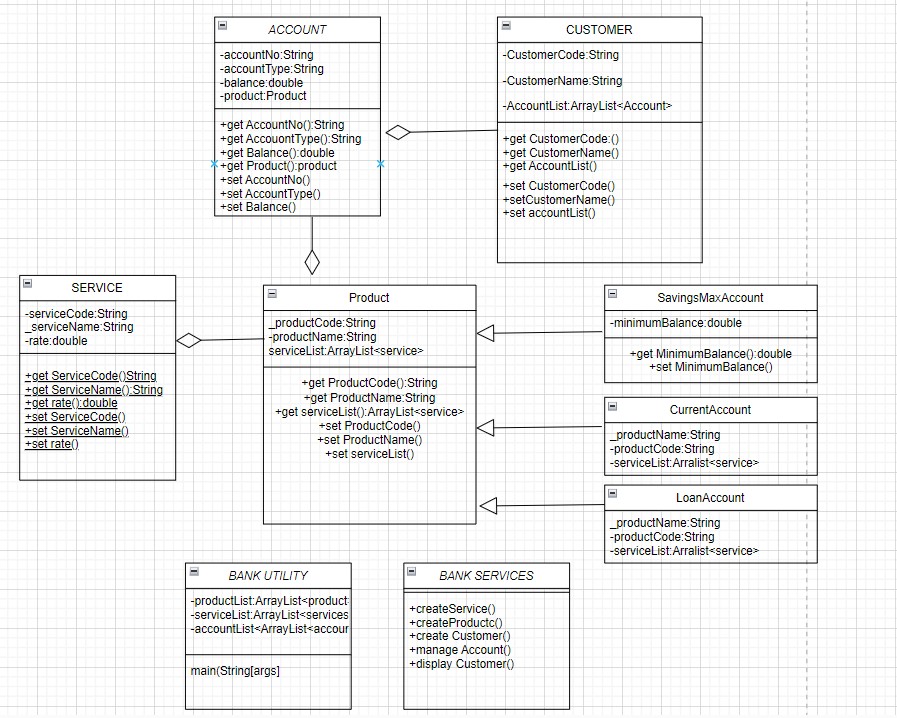 ACCOUNT
-accountNo:String
-accountType:String
-balance:double
-product:Product
+get AccountNo():String
+get AccoountType():String
+get Balance():double
+get Product():product
+set AccountNo()
+set AccountType()
+set Balance()
CUSTOMER
-CustomerCode:String
-CustomerName:String
-AccountList:ArrayList<Account>
+get CustomerCode:()
+get CustomerName()
+get AccountList()
+set CustomerCode()
+setCustomerName()
+set accountList()
SERVICE
-serviceCode:String
_serviceName:String
-rate:double
+get ServiceCode()String
+get ServiceName():String
+get rate():double
+set ServiceCode()
+set ServiceName()
+set rate()
Product
_productCode:String
-productName:String
serviceList:ArrayList<service>
+get ProductCode():String
+get ProductName:String
+get serviceList():ArrayList<service>
+set ProductCode()
+set ProductName()
+set serviceList()
SavingsMaxAccount
-minimumBalance:double
+get MinimumBalance():double
+set MinimumBalance()
CurrentAccount
_productName:String
-productCode:String
-serviceList:Arralist<service>
LoanAccount
_productName:String
-productCode:String
-serviceList:Arralist<service>
BANK UTILITY
-productList:ArrayList<product
-serviceList:ArrayList<services
-accountList<ArrayList<accour
main(String[args]
BANK SERVICES
+createService()
+createProductc()
+create Customer()
+manage Account()
+display Customer()